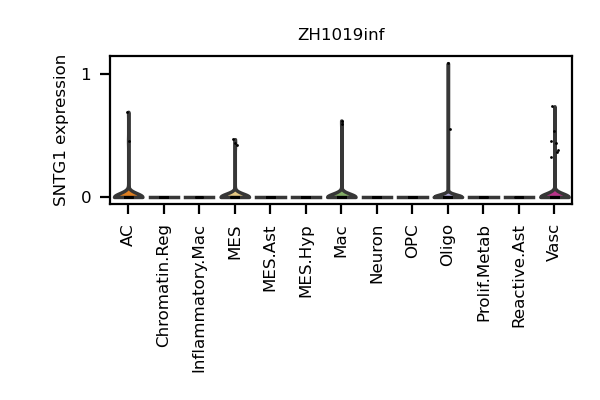 ZH1019inf
SNTG1 expression
1
0
AC
Chromatin.Reg
Inflammatory.Mac
MES
MES.Ast
MES.Hyp
Mac
Neuron
OPC
Oligo
Prolif.Metab
Reactive.Ast
Vasc